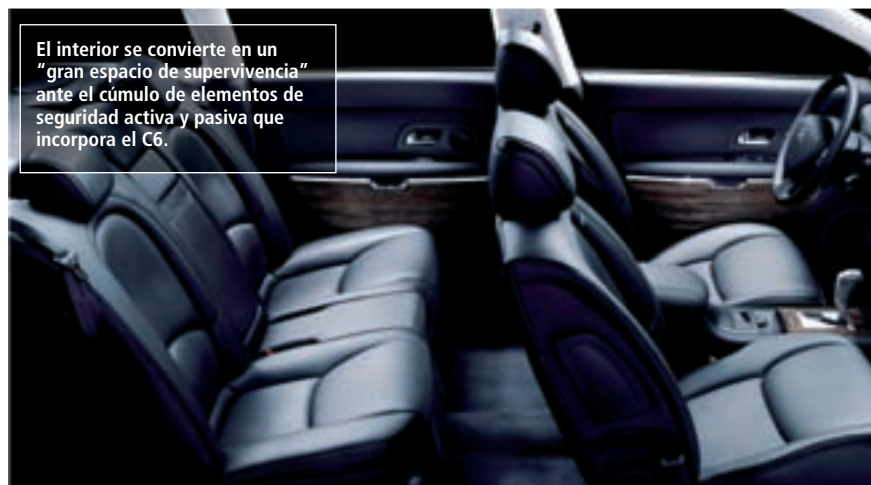 El interior se convierte en un
“gran espacio de supervivencia”
ante el cúmulo de elementos de
seguridad activa y pasiva que
incorpora el C6.